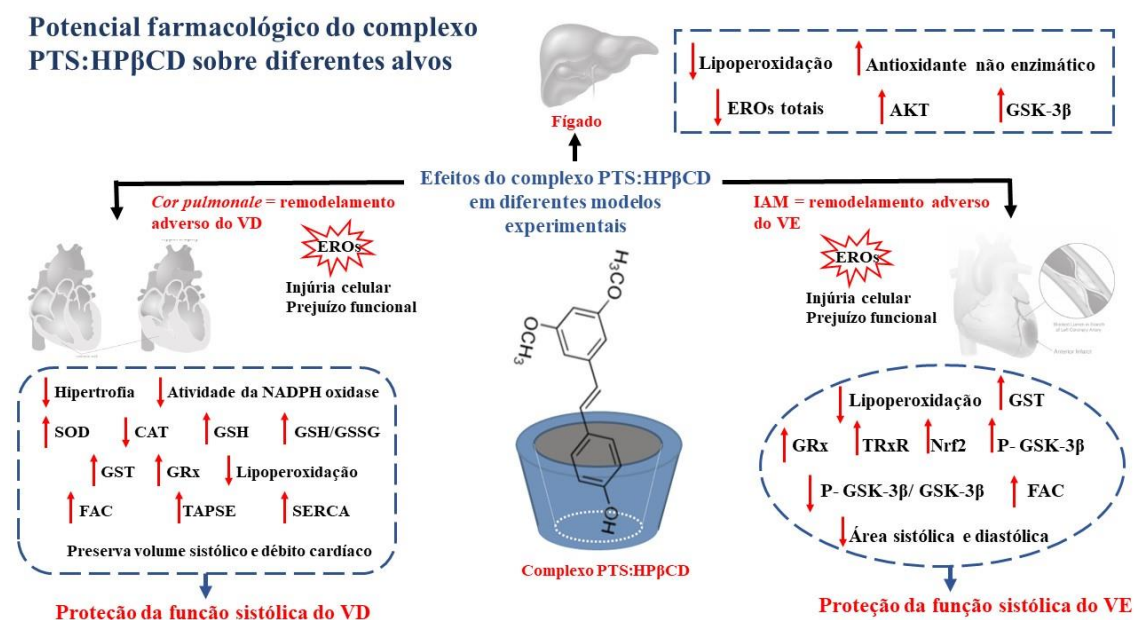 Potencial farmacológico do complexo
PTS:HPβCD sobre diferentes alvos
Fígado
Lipoperoxidação
Antioxidante não enzimático
EROs totais
AKT
GSK-3β
Efeitos do complexo PTS:HPβCD
em diferentes modelos
experimentais
Cor pulmonale = remodelamento
adverso do VD
EROs
Injúria celular
Prejuízo funcional
IAM = remodelamento adverso
do VE
EROs
Injúria celular
Prejuízo funcional
Anterior Infarct
H₃CO
OCH₃
OH
Complexo PTS:HPβCD
Hipertrofia
Atividade da NADPH oxidase
SOD
CAT
GSH
GSH/GSSG
GST
GRx
Lipoperoxidação
FAC
TAPSE
SERCA
Preserva volume sistólico e débito cardíaco
Proteção da função sistólica do VD
Lipoperoxidação
GST
GRx
TRxR
Nrf2
P- GSK-3β
P- GSK-3β/ GSK-3β
FAC
Área sistólica e diastólica
Proteção da função sistólica do VE